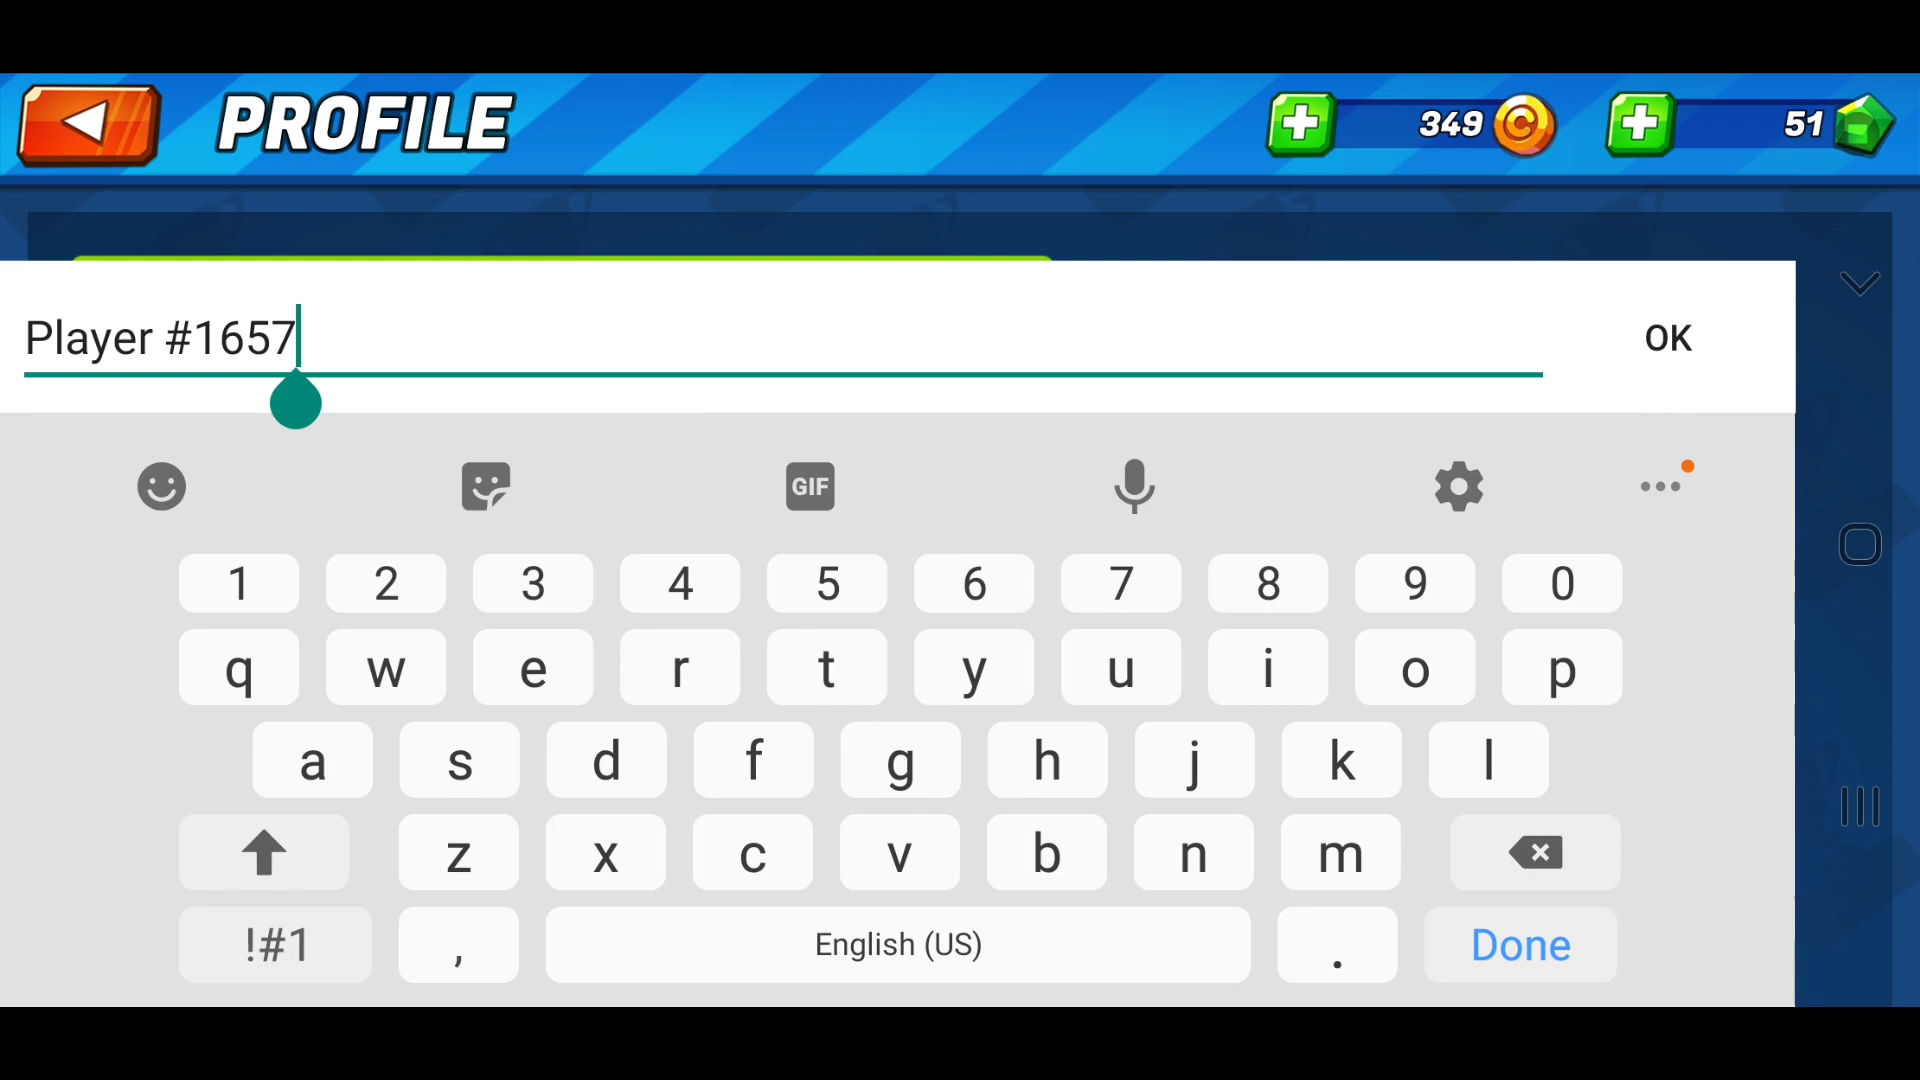 PROFILE
349
51
Player #1657
OK
GIF
1 2 3 4 5 6 7 8 9 0
q w e r t y u i o p
a s d f g h j k l
z x c v b n m
!#1 , English (US) . Done